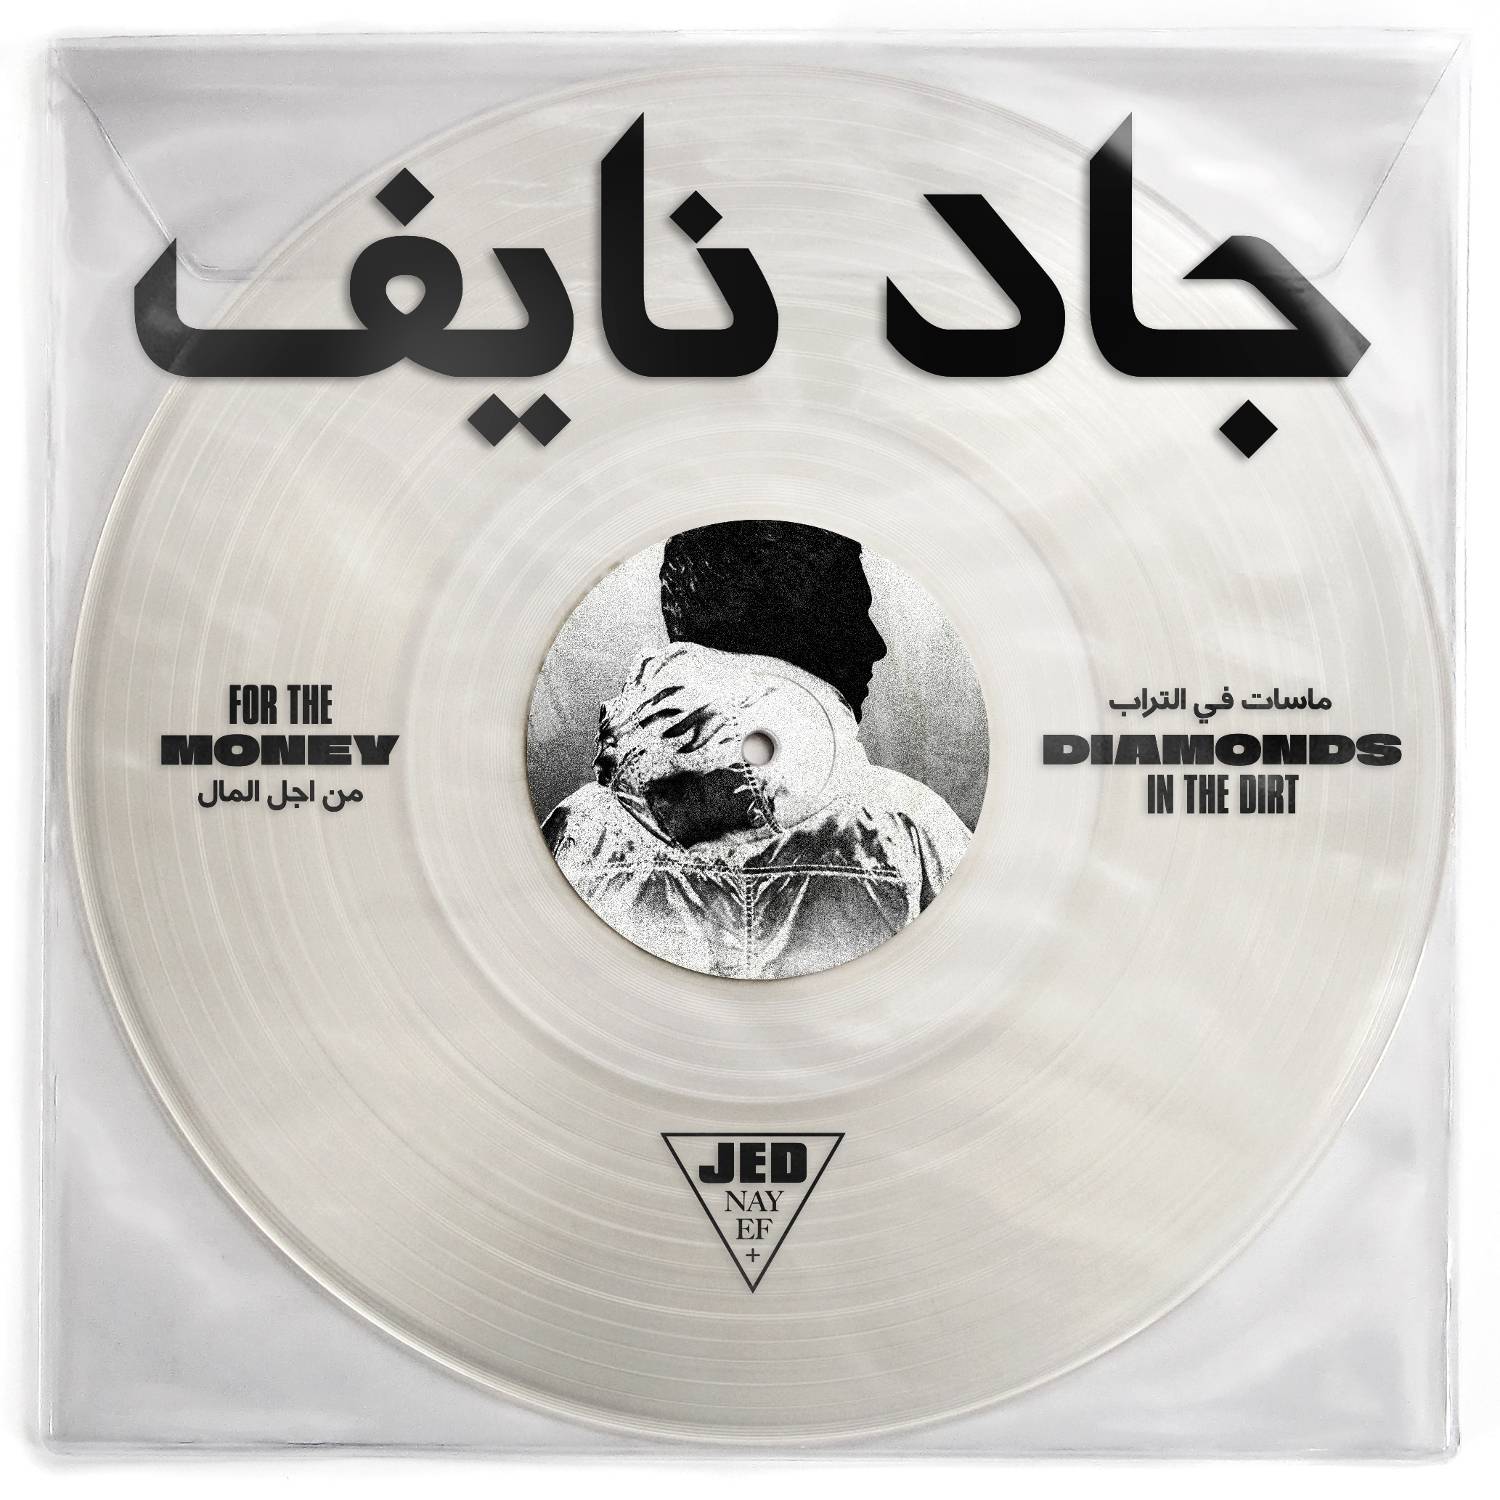 جاد نايف
FOR THE
MONEY
من اجل المال
ماسات في التراب
DIAMONDS
IN THE DIRT
JED
NAY
EF
+